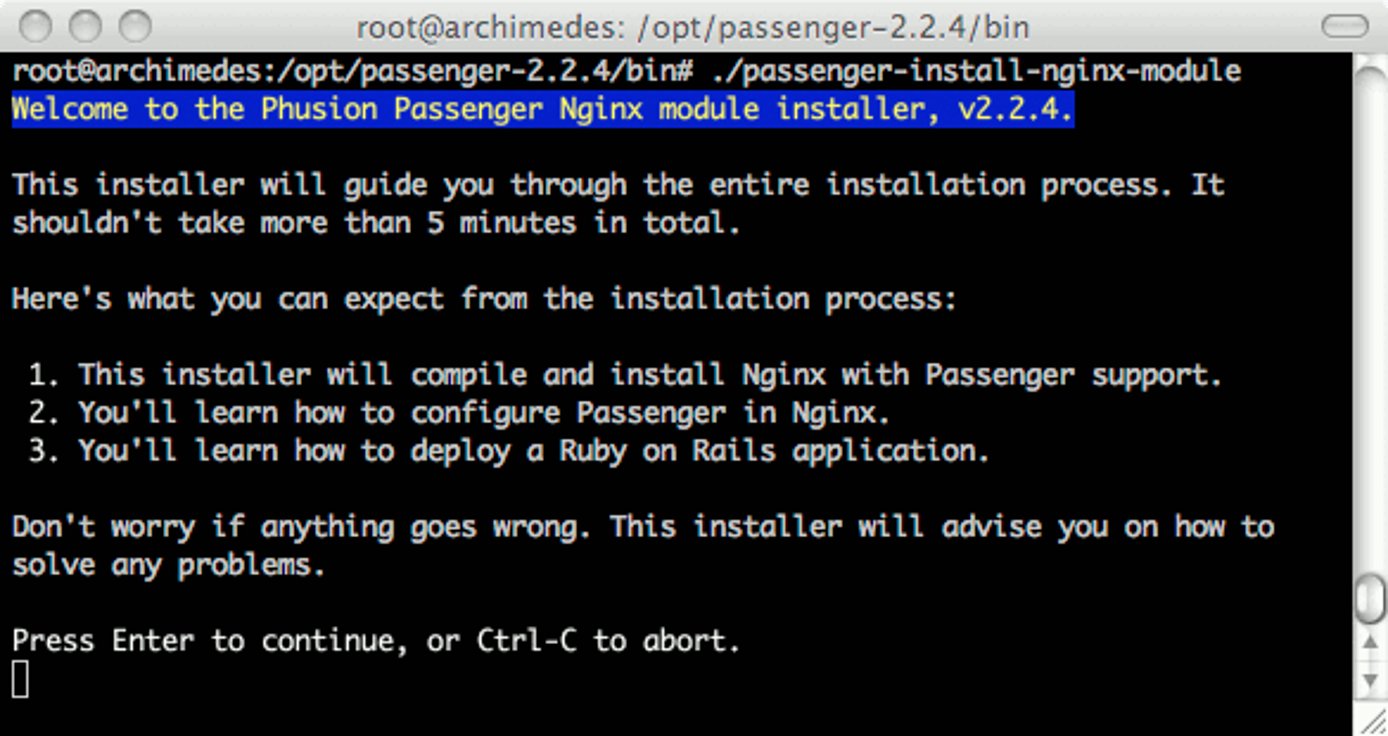 root@archimedes: /opt/passenger-2.2.4/bin
root@archimedes:/opt/passenger-2.2.4/bin# ./passenger-install-nginx-module
Welcome to the Phusion Passenger Nginx module installer, v2.2.4.
This installer will guide you through the entire installation process. It
shouldn't take more than 5 minutes in total.
Here's what you can expect from the installation process:
1. This installer will compile and install Nginx with Passenger support.
2. You'll learn how to configure Passenger in Nginx.
3. You'll learn how to deploy a Ruby on Rails application.
Don't worry if anything goes wrong. This installer will advise you on how to
solve any problems.
Press Enter to continue, or Ctrl-C to abort.